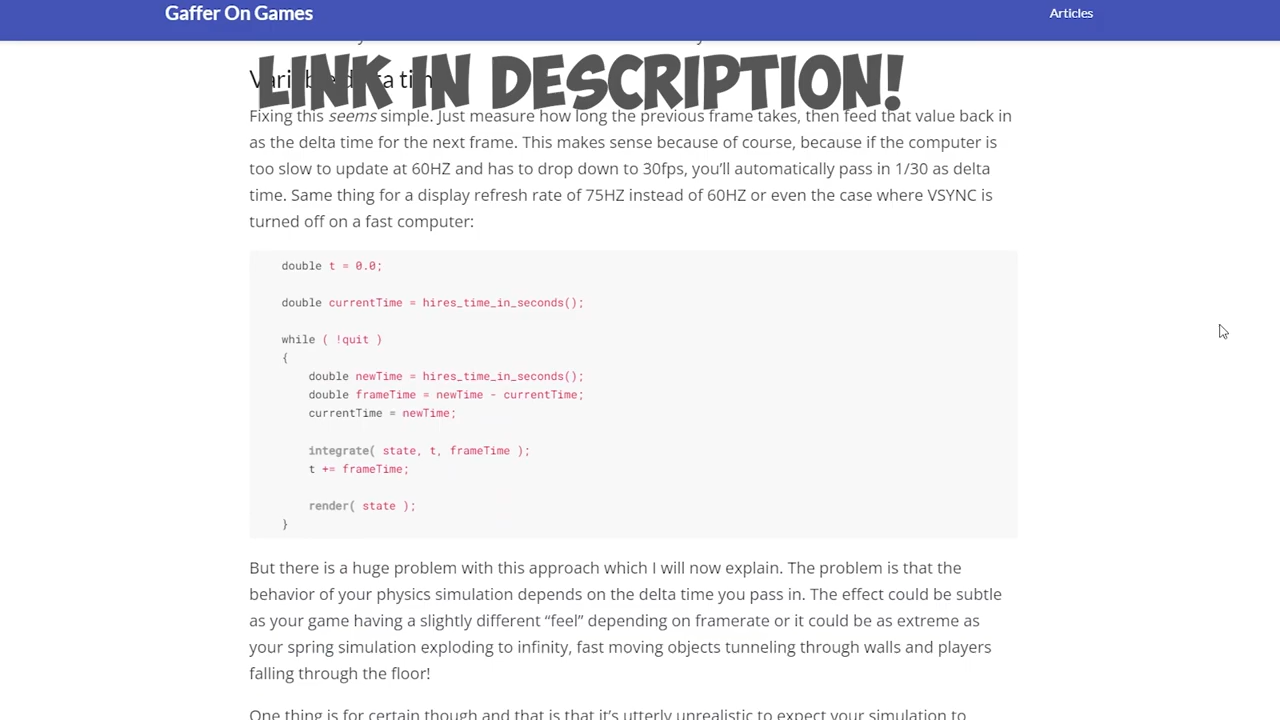 Gaffer On Games
Articles
LINK IN DESCRIPTION!
Fixing this seems simple. Just measure how long the previous frame takes, then feed that value back in
as the delta time for the next frame. This makes sense because of course, because if the computer is
too slow to update at 60HZ and has to drop down to 30fps, you’ll automatically pass in 1/30 as delta
time. Same thing for a display refresh rate of 75HZ instead of 60HZ or even the case where VSYNC is
turned off on a fast computer:
double t = 0.0;
double currentTime = hires_time_in_seconds();
while ( !quit )
{
double newTime = hires_time_in_seconds();
double frameTime = newTime - currentTime;
currentTime = newTime;
integrate( state, t, frameTime );
t += frameTime;
render( state );
}
But there is a huge problem with this approach which I will now explain. The problem is that the
behavior of your physics simulation depends on the delta time you pass in. The effect could be subtle
as your game having a slightly different “feel” depending on framerate or it could be as extreme as
your spring simulation exploding to infinity, fast moving objects tunneling through walls and players
falling through the floor!
One thing is for certain though and that is that it’s utterly unrealistic to expect your simulation to